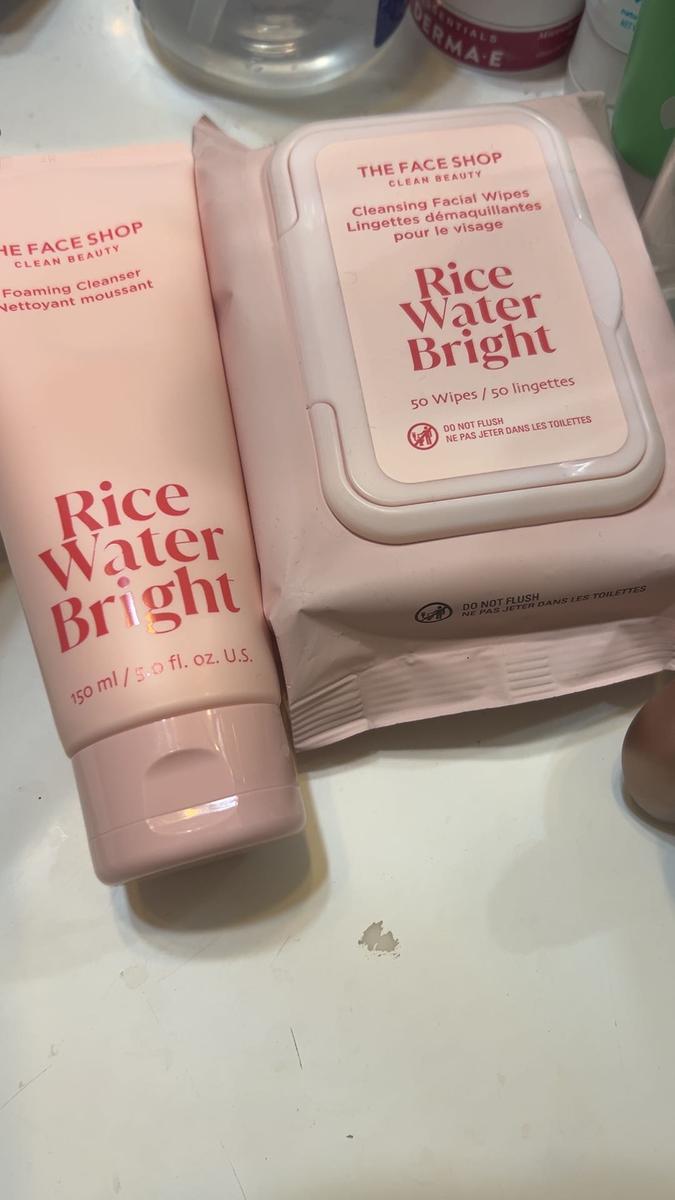 HE FACE SHOP
CLEAN BEAUTY
Foaming Cleanser
Nettoyant moussant
Rice
Water
Bright
150 ml / 5.0 fl. oz. U.S.
THE FACE SHOP
CLEAN BEAUTY
Cleansing Facial Wipes
Lingettes démaquillantes
pour le visage
Rice
Water
Bright
50 Wipes / 50 lingettes
DO NOT FLUSH
NE PAS JETER DANS LES TOILETTES
DO NOT FLUSH
NE PAS JETER DANS LES TOILETTES
DERMA·E